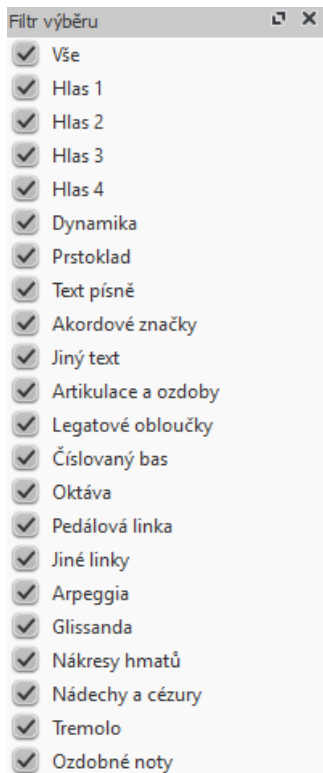 Filtr výběru
Vše
Hlas 1
Hlas 2
Hlas 3
Hlas 4
Dynamika
Prstoklad
Text písně
Akordové značky
Jiný text
Artikulace a ozdoby
Legatové obloučky
Číslovaný bas
Oktáva
Pedálová linka
Jiné linky
Arpeggia
Glissanda
Nákresy hmatů
Nádechy a cézury
Tremolo
Ozdobné noty